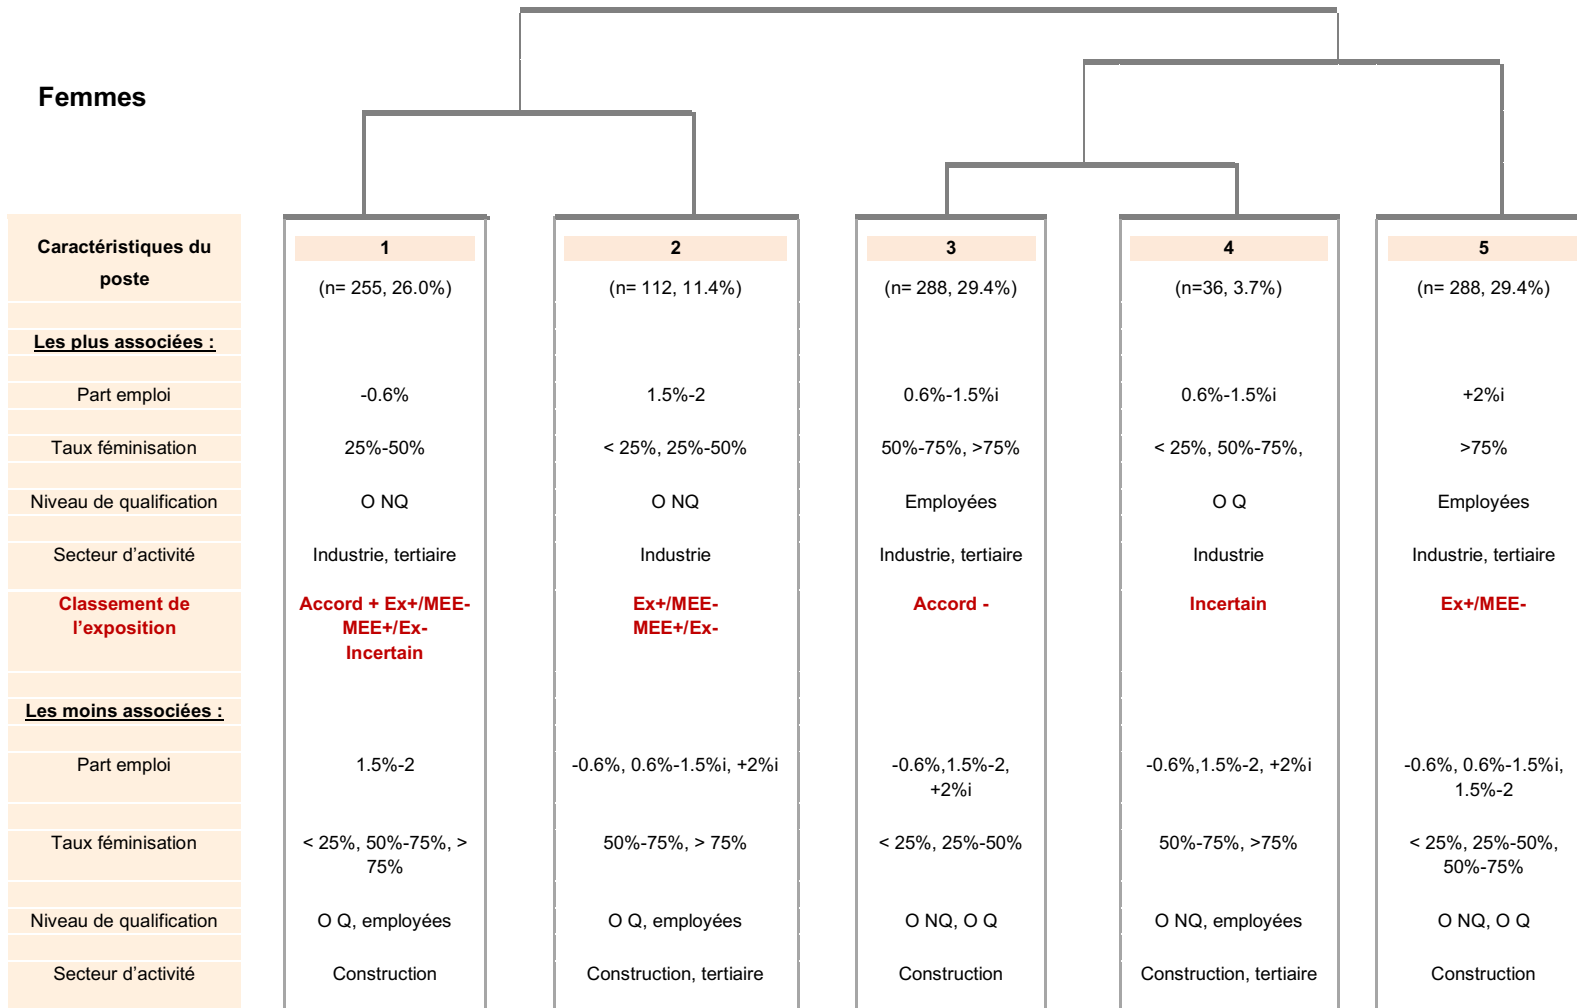 Femmes
Caractéristiques du
poste
1
2
3
4
5
(n= 255, 26.0%)
(n= 112, 11.4%)
(n= 288, 29.4%)
(n=36, 3.7%)
(n= 288, 29.4%)
Les plus associées :
Part emploi
-0.6%
1.5%-2
0.6%-1.5%i
0.6%-1.5%i
+2%i
Taux féminisation
25%-50%
< 25%, 25%-50%
50%-75%, >75%
< 25%, 50%-75%,
>75%
Niveau de qualification
O NQ
O NQ
Employées
O Q
Employées
Secteur d’activité
Industrie, tertiaire
Industrie
Industrie, tertiaire
Industrie
Industrie, tertiaire
Classement de
l’exposition
Accord + Ex+/MEE-
MEE+/Ex-
Incertain
Ex+/MEE-
MEE+/Ex-
Accord -
Incertain
Ex+/MEE-
Les moins associées :
Part emploi
1.5%-2
-0.6%, 0.6%-1.5%i, +2%i
-0.6%,1.5%-2,
+2%i
-0.6%,1.5%-2, +2%i
-0.6%, 0.6%-1.5%i,
1.5%-2
Taux féminisation
< 25%, 50%-75%, >
75%
50%-75%, > 75%
< 25%, 25%-50%
50%-75%, >75%
< 25%, 25%-50%,
50%-75%
Niveau de qualification
O Q, employées
O Q, employées
O NQ, O Q
O NQ, employées
O NQ, O Q
Secteur d’activité
Construction
Construction, tertiaire
Construction
Construction, tertiaire
Construction